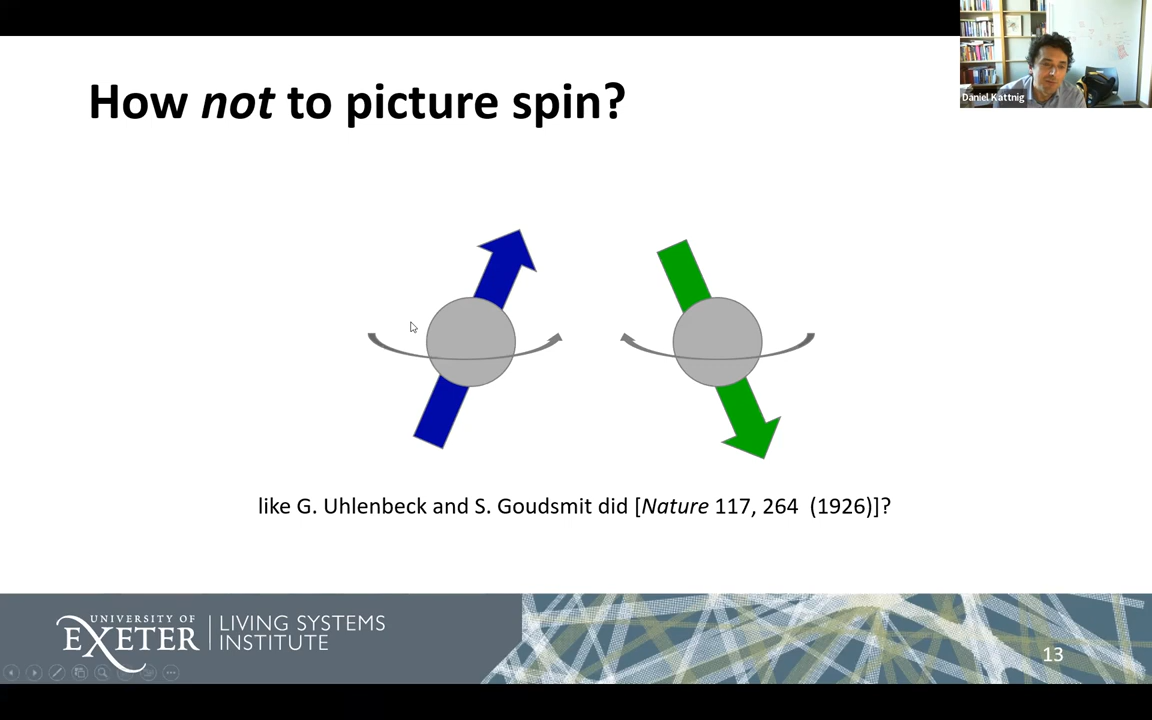 Daniel Kattnig
How not to picture spin?
like G. Uhlenbeck and S. Goudsmit did [Nature 117, 264 (1926)]?
UNIVERSITY OF
EXETER
LIVING SYSTEMS
INSTITUTE
13